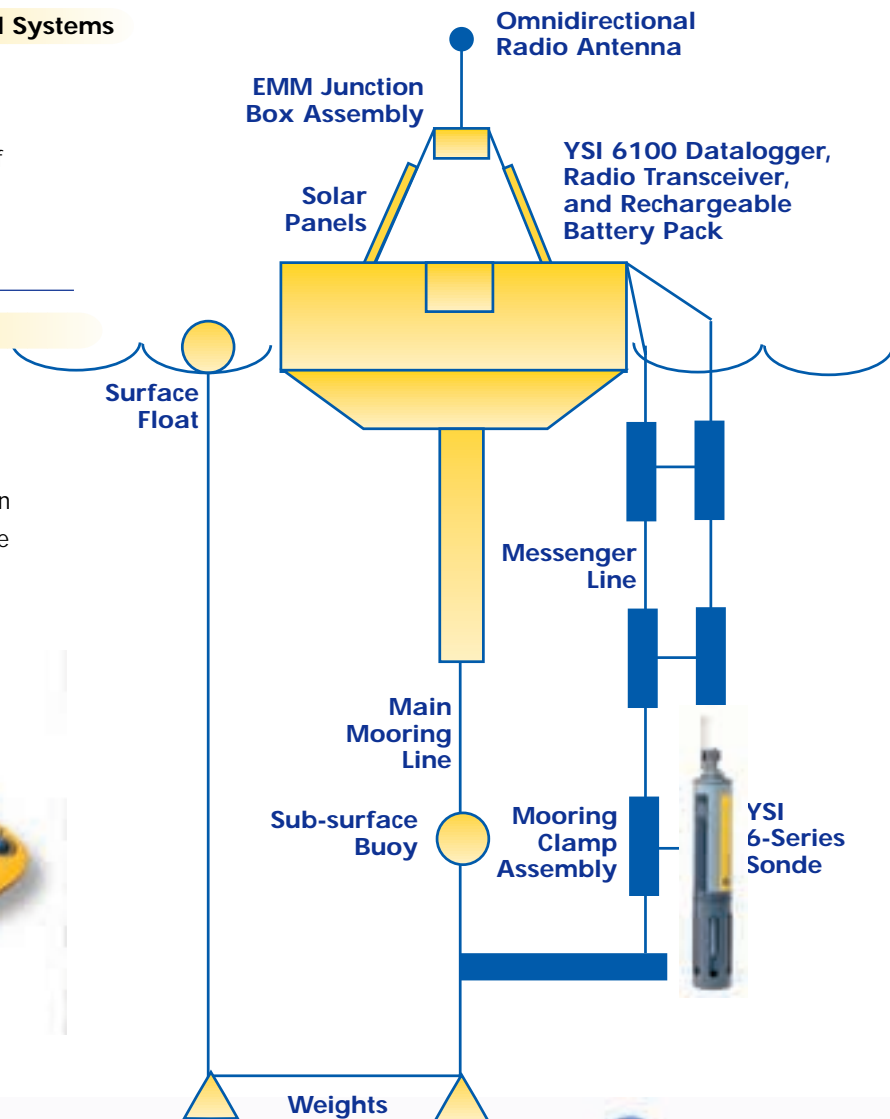 Systems
Omnidirectional
Radio Antenna
EMM Junction
Box Assembly
YSI 6100 Datalogger,
Radio Transceiver,
and Rechargeable
Battery Pack
Solar
Panels
Surface
Float
Messenger
Line
Main
Mooring
Line
Sub-surface
Buoy
Mooring
Clamp
Assembly
YSI
6-Series
Sonde
Weights